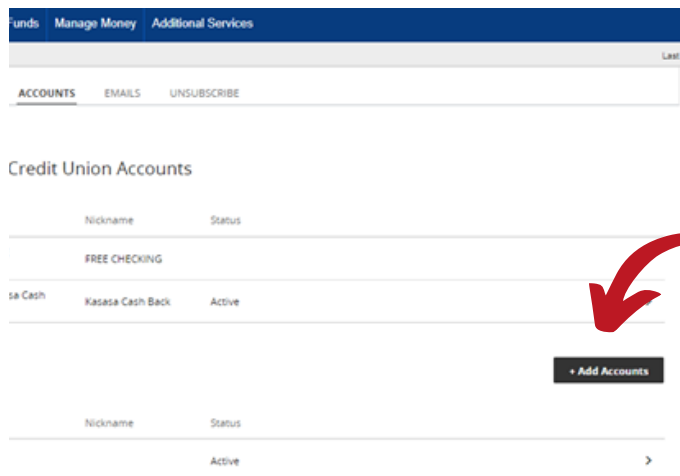 Funds Manage Money Additional Services
Last
ACCOUNTS EMAILS UNSUBSCRIBE
Credit Union Accounts
Nickname Status
FREE CHECKING
sa Cash Kasasa Cash Back Active
+ Add Accounts
Nickname Status
Active